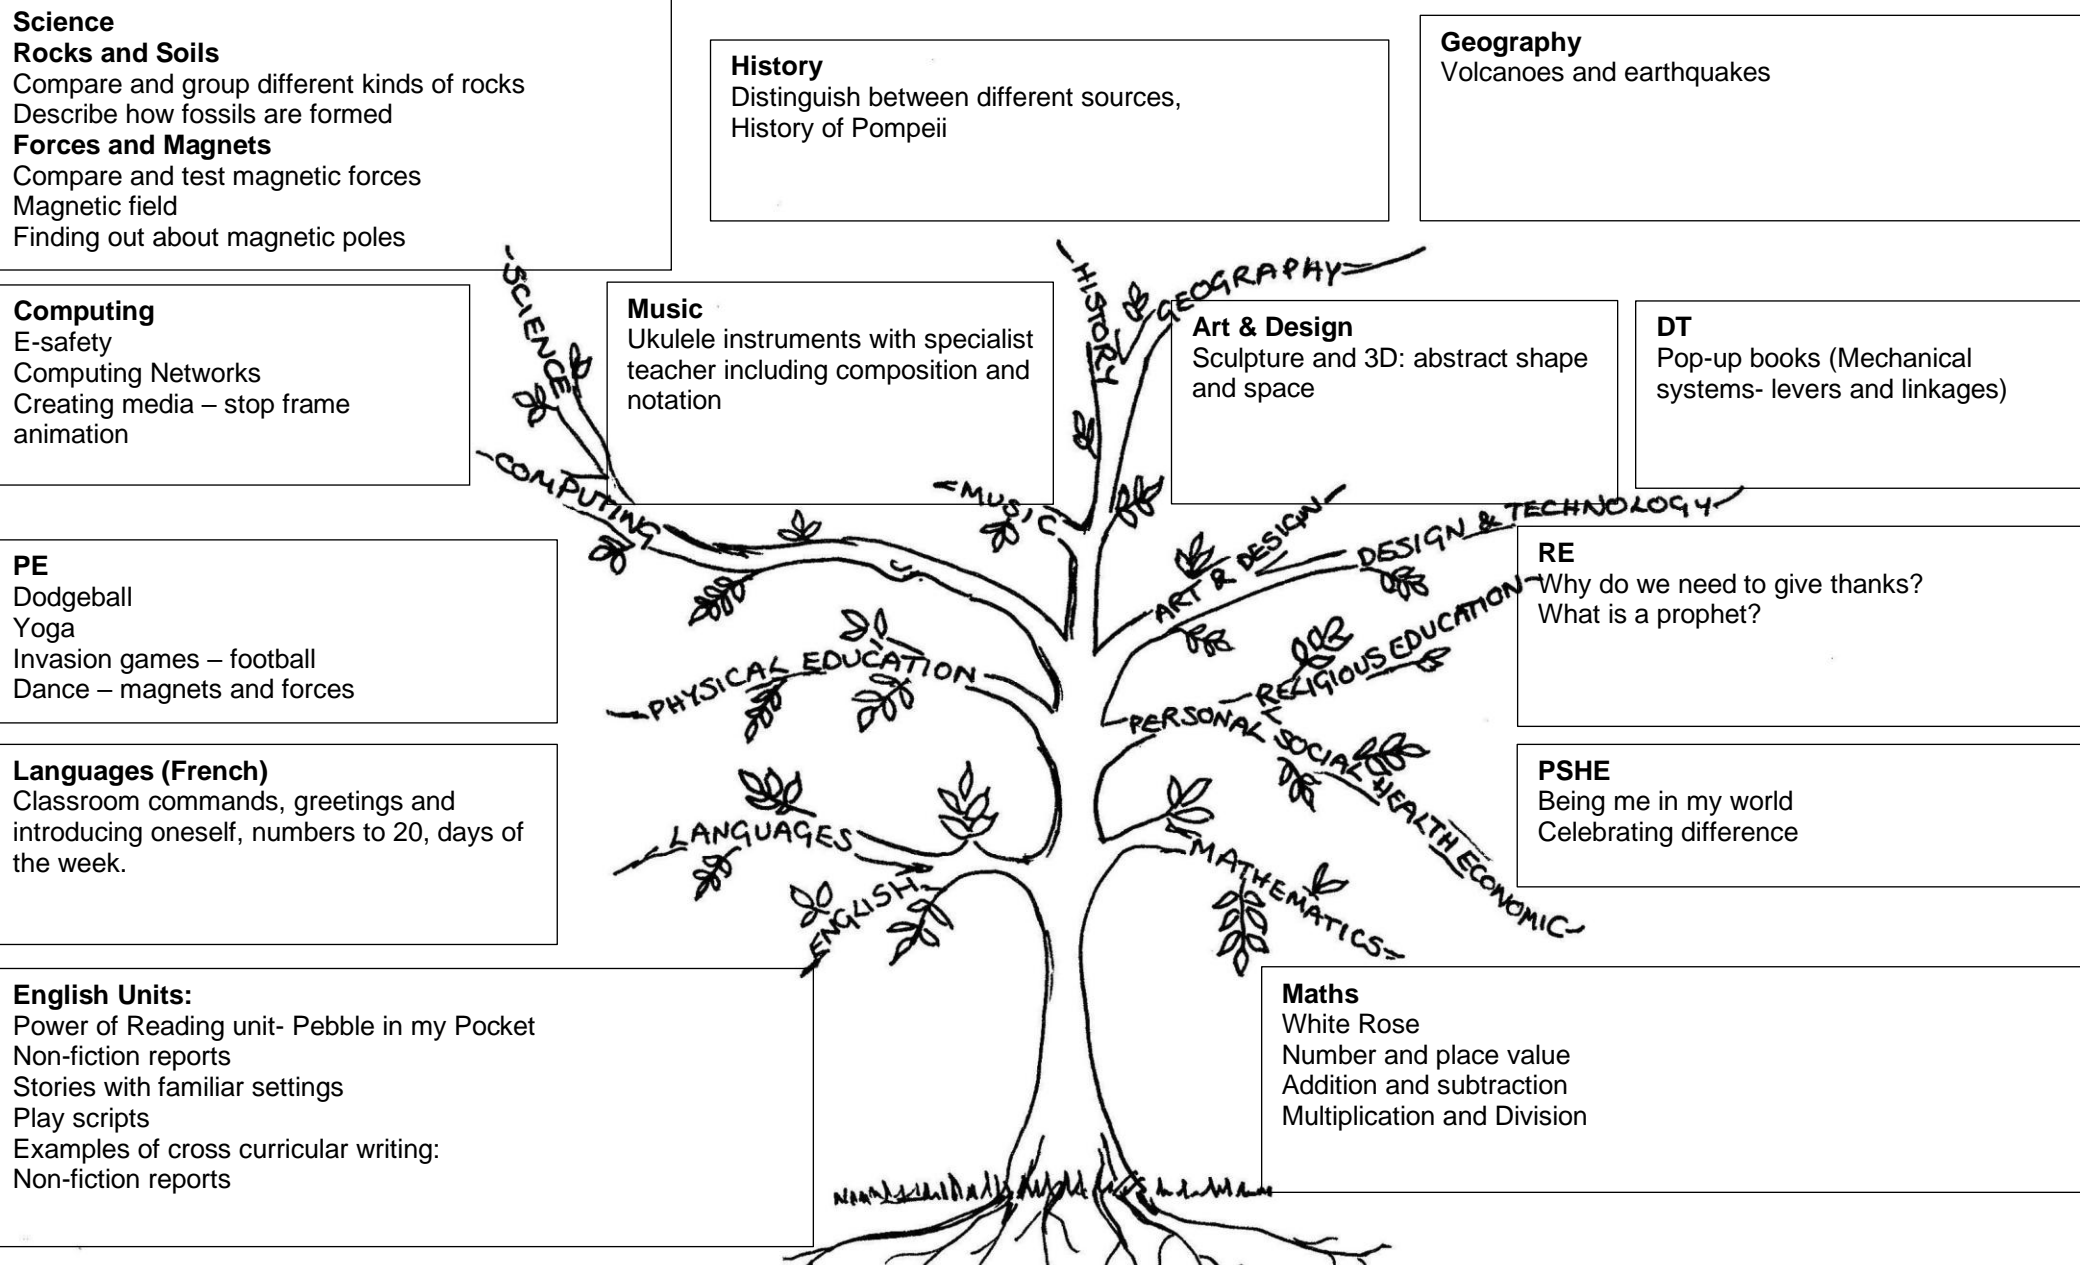 Science
Rocks and Soils
Compare and group different kinds of rocks
Describe how fossils are formed
Forces and Magnets
Compare and test magnetic forces
Magnetic field
Finding out about magnetic poles
History
Distinguish between different sources,
History of Pompeii
Geography
Volcanoes and earthquakes
Computing
E-safety
Computing Networks
Creating media – stop frame
animation
Music
Ukulele instruments with specialist
teacher including composition and
notation
Art & Design
Sculpture and 3D: abstract shape
and space
DT
Pop-up books (Mechanical
systems- levers and linkages)
PE
Dodgeball
Yoga
Invasion games – football
Dance – magnets and forces
RE
Why do we need to give thanks?
What is a prophet?
Languages (French)
Classroom commands, greetings and
introducing oneself, numbers to 20, days of
the week.
PSHE
Being me in my world
Celebrating difference
English Units:
Power of Reading unit- Pebble in my Pocket
Non-fiction reports
Stories with familiar settings
Play scripts
Examples of cross curricular writing:
Non-fiction reports
Maths
White Rose
Number and place value
Addition and subtraction
Multiplication and Division
SCIENCE
HISTORY
GEOGRAPHY
COMPUTING
MUSIC
ART & DESIGN
DESIGN & TECHNOLOGY
PHYSICAL EDUCATION
RELIGIOUS EDUCATION
PERSONAL SOCIAL HEALTH ECONOMIC
LANGUAGES
ENGLISH
MATHEMATICS